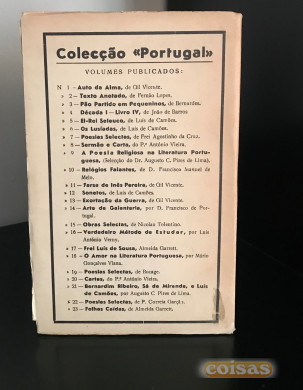 Colecção «Portugal»
VOLUMES PUBLICADOS:
N 1 - Auto da Alma, de Gil Vicente.
» 2 - Texto Anotado, de Fernão Lopes.
» 3 - Pão Partido em Pequeninos, de Bernardes.
» 4 - Década I - Livro IV, de João de Barros
» 5 - El-Rei Seleuco, de Luís de Camões.
» 6 - Os Lusíadas, de Luís de Camões.
» 7 - Poesias Selectas, de Frei Agostinho da Cruz.
» 8 - Sermão e Carta, do P.e António Vieira.
» 9 - A Poesia Religiosa na Literatura Portu-
guesa, (Selecção do Dr. Augusto C. Pires de Lima).
» 10 - Relógios Falantes, de D. Francisco Manuel de
Melo.
» 11 - Farsa de Inês Pereira, de Gil Vicente.
» 12 Sonetos, de Luís de Camões.
» 13 - Exortação da Guerra, de Gil Vicente.
» 14 - Arte de Galanteria, por D. Francisco de Por-
tugal.
» 15 - Obras Selectas, de Nicolau Tolentino.
» 16 - Verdadeiro Método de Estudar, por Luís
António Verney.
» 17 - Frei Luís de Sousa, Almeida Garrett.
» 18 - O Amor na Literatura Portuguesa, por Mário
Gonçalves Viana.
» 19 - Poesias Selectas, de Bocage.
» 20 - Cartas, do P.e António Vieira.
» 21 - Bernardim Ribeiro, Sá de Miranda, e Luís
de Camões, por Augusto C. Pires de Lima.
» 22 - Poesias Selectas, de P. Correia Garção.
» 23 - Folhas Caídas, de Almeida Garrett.
coisas